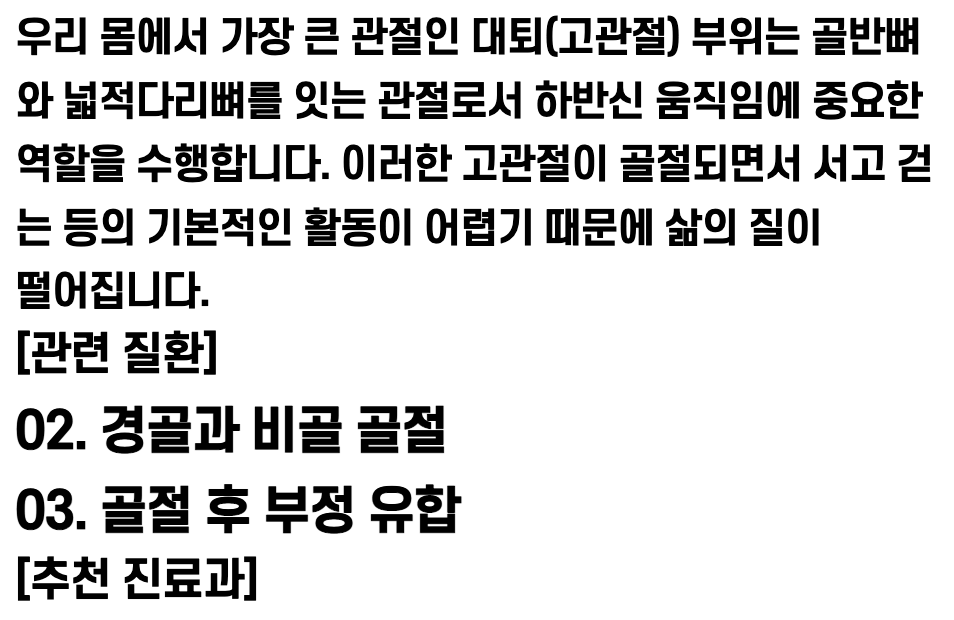 우리 몸에서 가장 큰 관절인 대퇴(고관절) 부위는 골반뼈
와 넓적다리뼈를 잇는 관절로서 하반신 움직임에 중요한
역할을 수행합니다. 이러한 고관절이 골절되면서 서고 걷
는 등의 기본적인 활동이 어렵기 때문에 삶의 질이
떨어집니다.
[관련 질환]
02. 경골과 비골 골절
03. 골절 후 부정 유합
[추천 진료과]